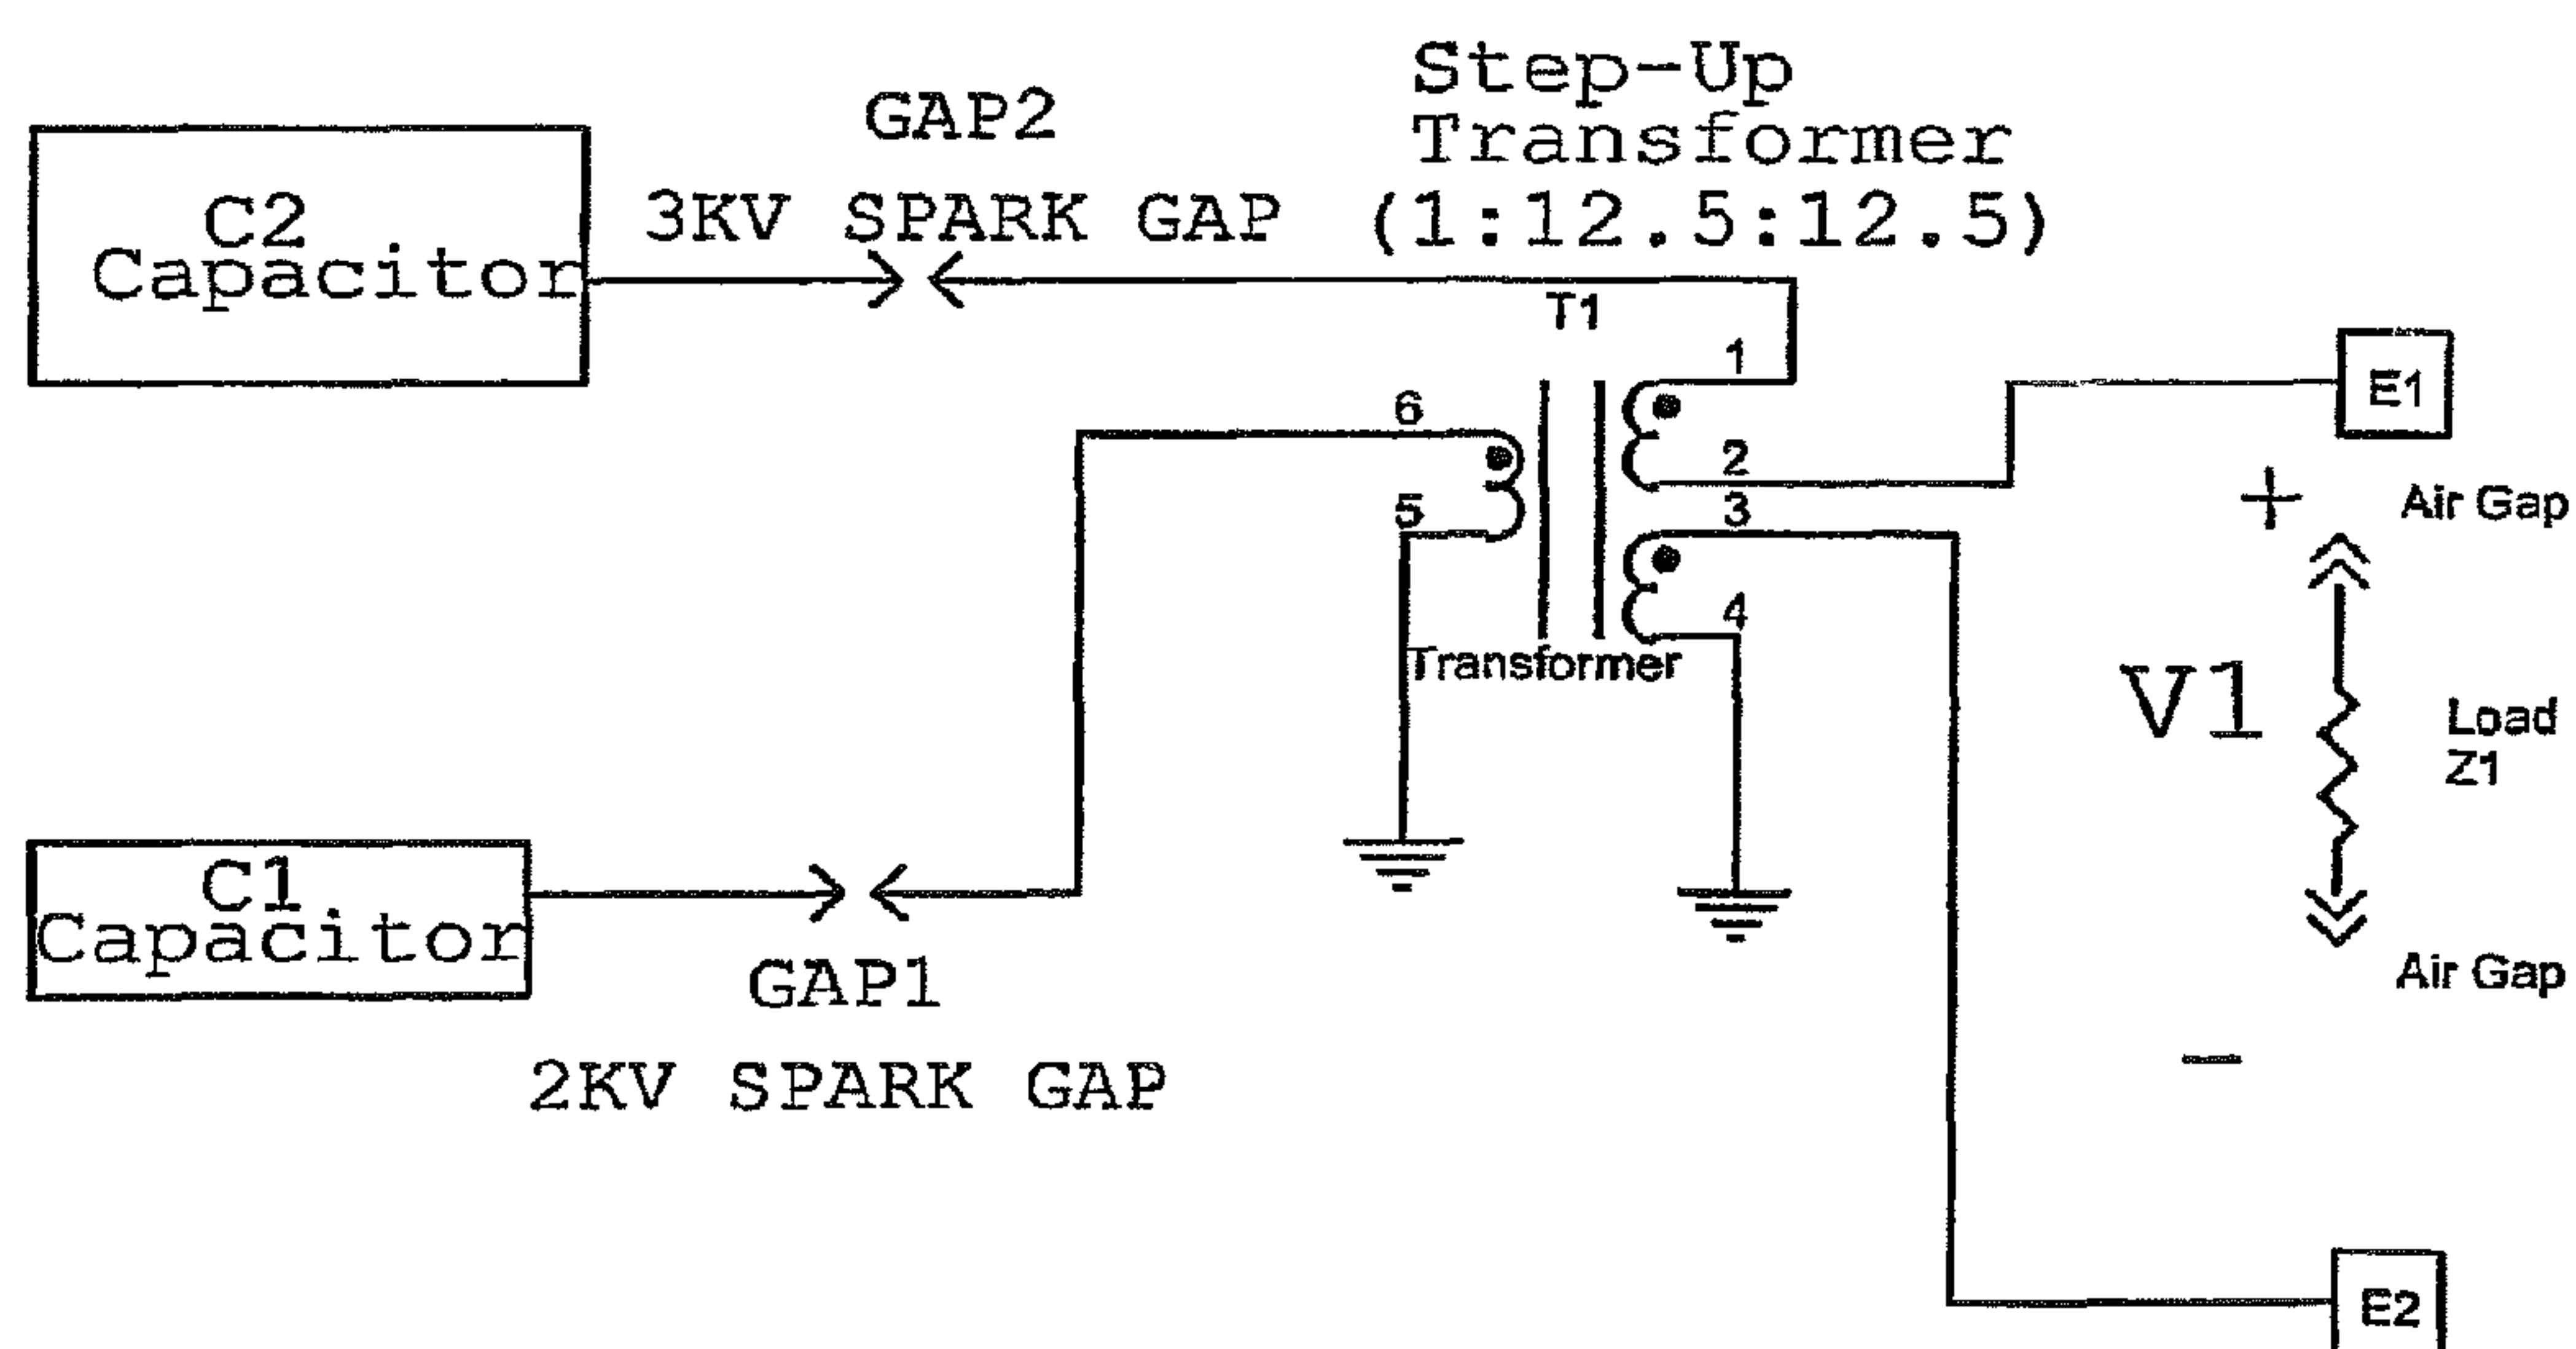 Step-Up
Transformer
(1:12.5:12.5)
GAP2
3KV SPARK GAP
C2
Capacitor
T1
1
6
2
5
3
4
Transformer
E1
+
Air Gap
V1
Load
Z1
Air Gap
-
C1
Capacitor
GAP1
2KV SPARK GAP
E2